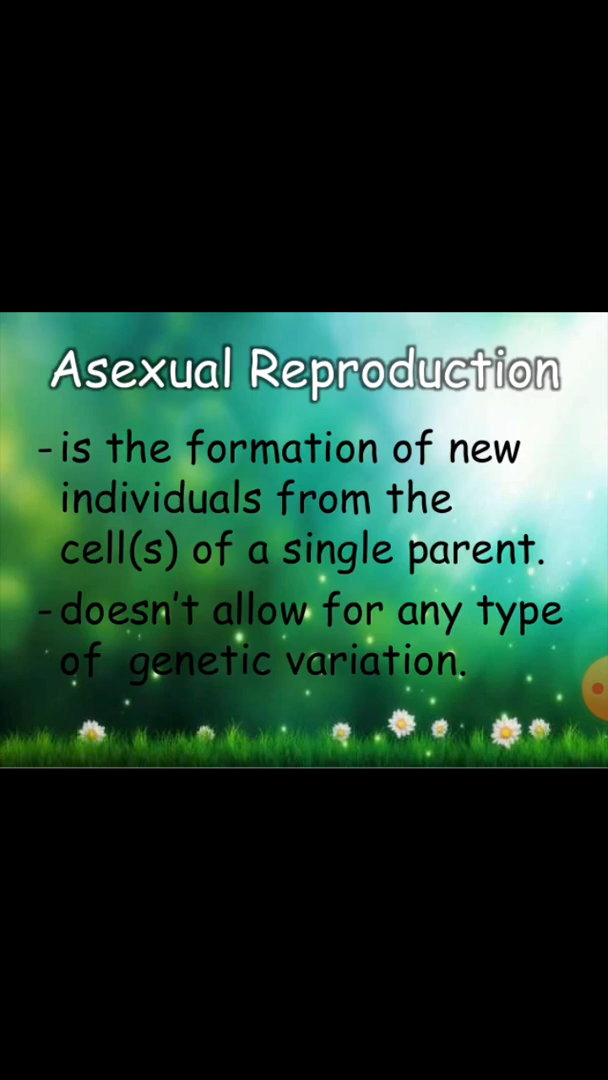 Asexual Reproduction
- is the formation of new
individuals from the
cell(s) of a single parent.
- doesn't allow for any type
of genetic variation.